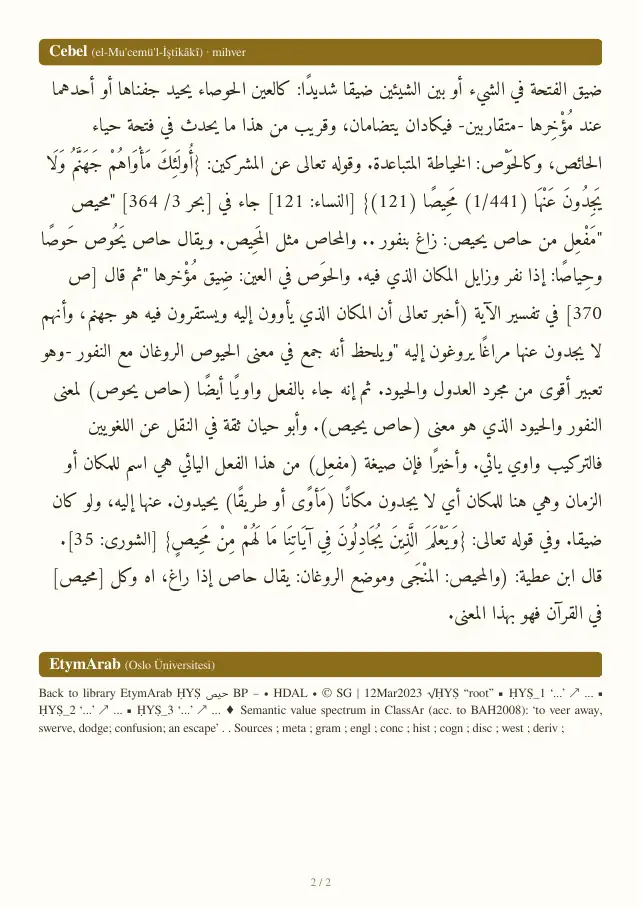 Cebel (el-Mu'cemü'l-İştikâkî) · mihver
ضيق الفتحة في الشيء أو بين الشيئين ضيقا شديدًا: كالعين الحوصاء يحيد جفناها أو أحدهما
عند مُؤْخِرها -متقاربين- فيكادان يتضامان، وقريب من هذا ما يحدث في فتحة حياء
الحائص، وكالحَوْص: الخياطة المتباعدة. وقوله تعالى عن المشركين: {أُولَئِكَ مَأْوَاهُمْ جَهَنَّمُ وَلَا
يَجِدُونَ عَنْهَا (1/441) مَحِيصًا (121)} [النساء: 121] جاء في [بحر 3/ 364] "محيص
"مَفْعِل من حاص يحيص: زاغ بنفور .. والمحاص مثل المَحِيص. ويقال حاص يَحُوص حَوصًا
وحياصًا: إذا نفر وزايل المكان الذي فيه. والحوَص في العين: ضِيق مُؤْخرها "ثم قال [ص
370] في تفسير الآية (أخبر تعالى أن المكان الذي يأوون إليه ويستقرون فيه هو جهنم، وأنهم
لا يجدون عنها مراغًا يروغون إليه "ويلحظ أنه جمع في معنى الحيوص الروغان مع النفور -وهو
تعبير أقوى من مجرد العدول والحيود. ثم إنه جاء بالفعل واويًا أيضًا (حاص يحوص) لمعنى
النفور والحيود الذي هو معنى (حاص يحيص). وأبو حيان ثقة في النقل عن اللغويين
فالتركيب واوي يائي. وأخيرًا فإن صيغة (مفعِل) من هذا الفعل اليائي هي اسم للمكان أو
الزمان وهي هنا للمكان أي لا يجدون مكانًا (مَأوًى أو طريقًا) يحيدون. عنها إليه، ولو كان
ضيقا. وفي قوله تعالى: {وَيَعْلَمَ الَّذِينَ يُجَادِلُونَ فِي آيَاتِنَا مَا لَهُمْ مِنْ مَحِيصٍ} [الشورى: 35].
قال ابن عطية: (والمحيص: المنْجَى وموضع الروغان: يقال حاص إذا راغ، اه وكل [محيص]
في القرآن فهو بهذا المعنى.
EtymArab (Oslo Üniversitesi)
Back to library EtymArab ḤYṢ حيص BP – • HDAL • © SG | 12Mar2023 √ḤYṢ “root” ▪ ḤYṢ_1 ‘...’ ↗ ... ▪
ḤYṢ_2 ‘...’ ↗ ... ▪ ḤYṢ_3 ‘...’ ↗ ... ♦ Semantic value spectrum in ClassAr (acc. to BAH2008): ‘to veer away,
swerve, dodge; confusion; an escape’ . . Sources ; meta ; gram ; engl ; conc ; hist ; cogn ; disc ; west ; deriv ;
2 / 2